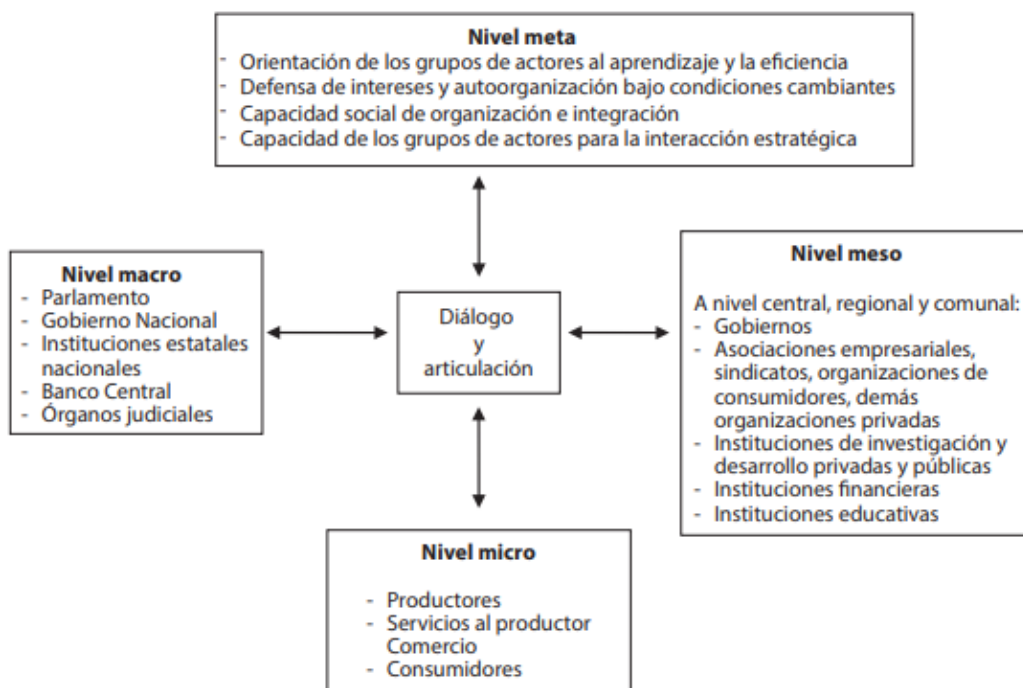 Nivel meta
- Orientación de los grupos de actores al aprendizaje y la eficiencia
- Defensa de intereses y autoorganización bajo condiciones cambiantes
- Capacidad social de organización e integración
- Capacidad de los grupos de actores para la interacción estratégica
Nivel macro
- Parlamento
- Gobierno Nacional
- Instituciones estatales
nacionales
- Banco Central
- Órganos judiciales
Diálogo
y
articulación
Nivel meso
A nivel central, regional y comunal:
- Gobiernos
- Asociaciones empresariales,
sindicatos, organizaciones de
consumidores, demás
organizaciones privadas
- Instituciones de investigación y
desarrollo privadas y públicas
- Instituciones financieras
- Instituciones educativas
Nivel micro
- Productores
- Servicios al productor
Comercio
- Consumidores